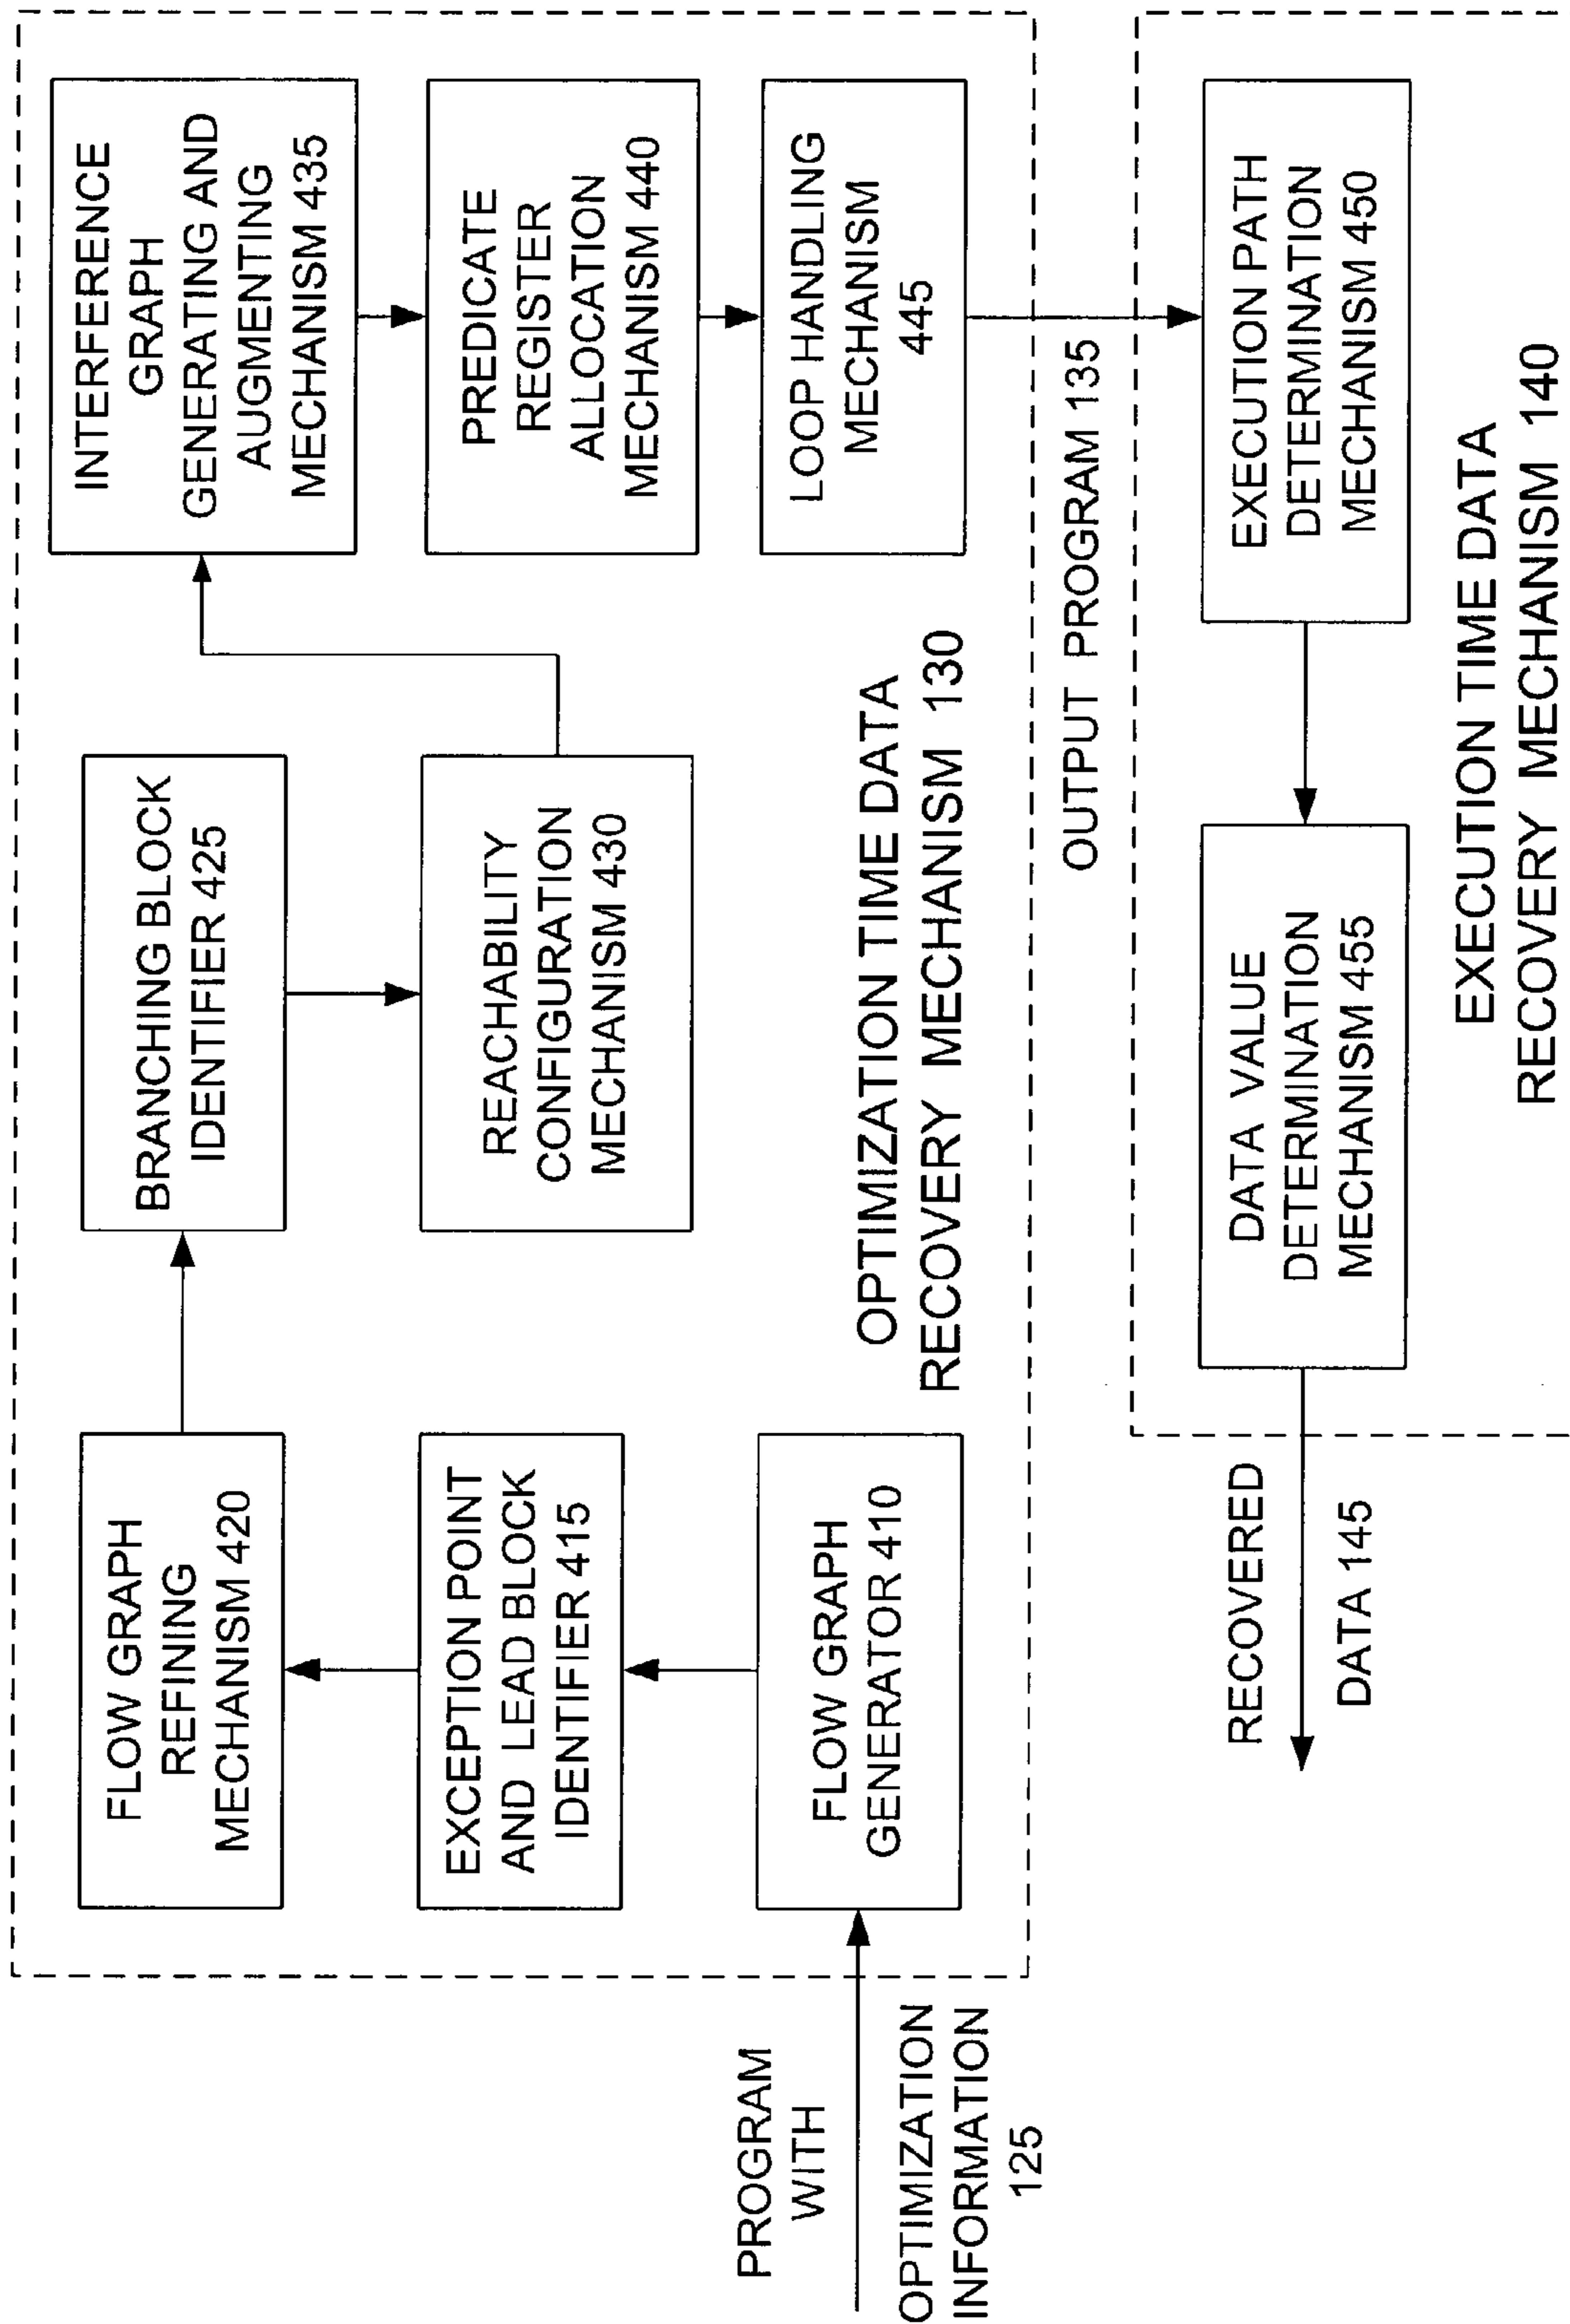 PROGRAM
WITH
OPTIMIZATION
INFORMATION
125
FLOW GRAPH
GENERATOR 410
EXCEPTION POINT
AND LEAD BLOCK
IDENTIFIER 415
FLOW GRAPH
REFINING
MECHANISM 420
BRANCHING BLOCK
IDENTIFIER 425
REACHABILITY
CONFIGURATION
MECHANISM 430
INTERFERENCE
GRAPH
GENERATING AND
AUGMENTING
MECHANISM 435
PREDICATE
REGISTER
ALLOCATION
MECHANISM 440
LOOP HANDLING
MECHANISM
445
OPTIMIZATION TIME DATA
RECOVERY MECHANISM 130
OUTPUT PROGRAM 135
EXECUTION PATH
DETERMINATION
MECHANISM 450
DATA VALUE
DETERMINATION
MECHANISM 455
RECOVERED
DATA 145
EXECUTION TIME DATA
RECOVERY MECHANISM 140